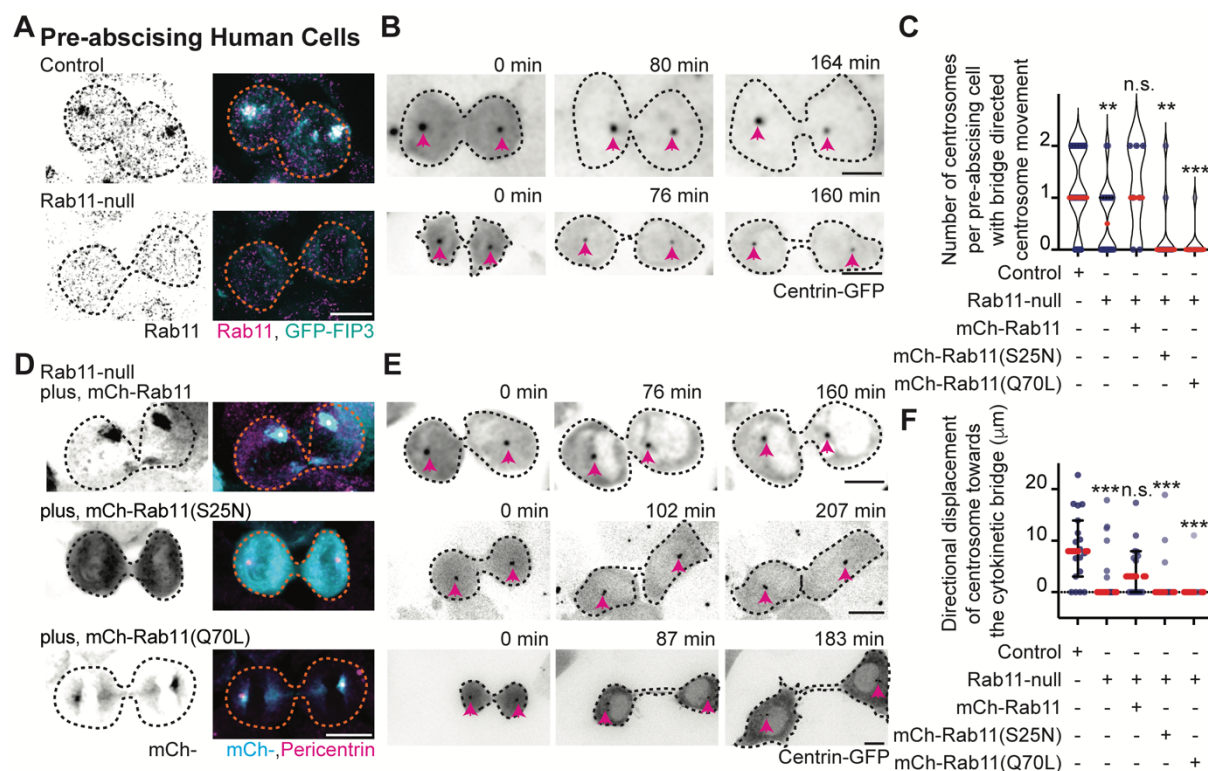 A Pre-abscising Human Cells
Control
Rab11-null
Rab11 Rab11, GFP-FIP3
B
0 min 80 min 164 min
0 min 76 min 160 min
Centrin-GFP
C
Number of centrosomes
per pre-abscising cell
with bridge directed
centrosome movement
2
1
0
** n.s. ** ***
Control + - - - -
Rab11-null - + + + +
mCh-Rab11 - - + - -
mCh-Rab11(S25N) - - - + -
mCh-Rab11(Q70L) - - - - +
D
Rab11-null
plus, mCh-Rab11
plus, mCh-Rab11(S25N)
plus, mCh-Rab11(Q70L)
mCh- mCh-,Pericentrin
E
0 min 76 min 160 min
0 min 102 min 207 min
0 min 87 min 183 min
Centrin-GFP
F
Directional displacement
of centrosome towards
the cytokinetic bridge (μm)
20
10
0
*** n.s. *** ***
Control + - - - -
Rab11-null - + + + +
mCh-Rab11 - - + - -
mCh-Rab11(S25N) - - - + -
mCh-Rab11(Q70L) - - - - +